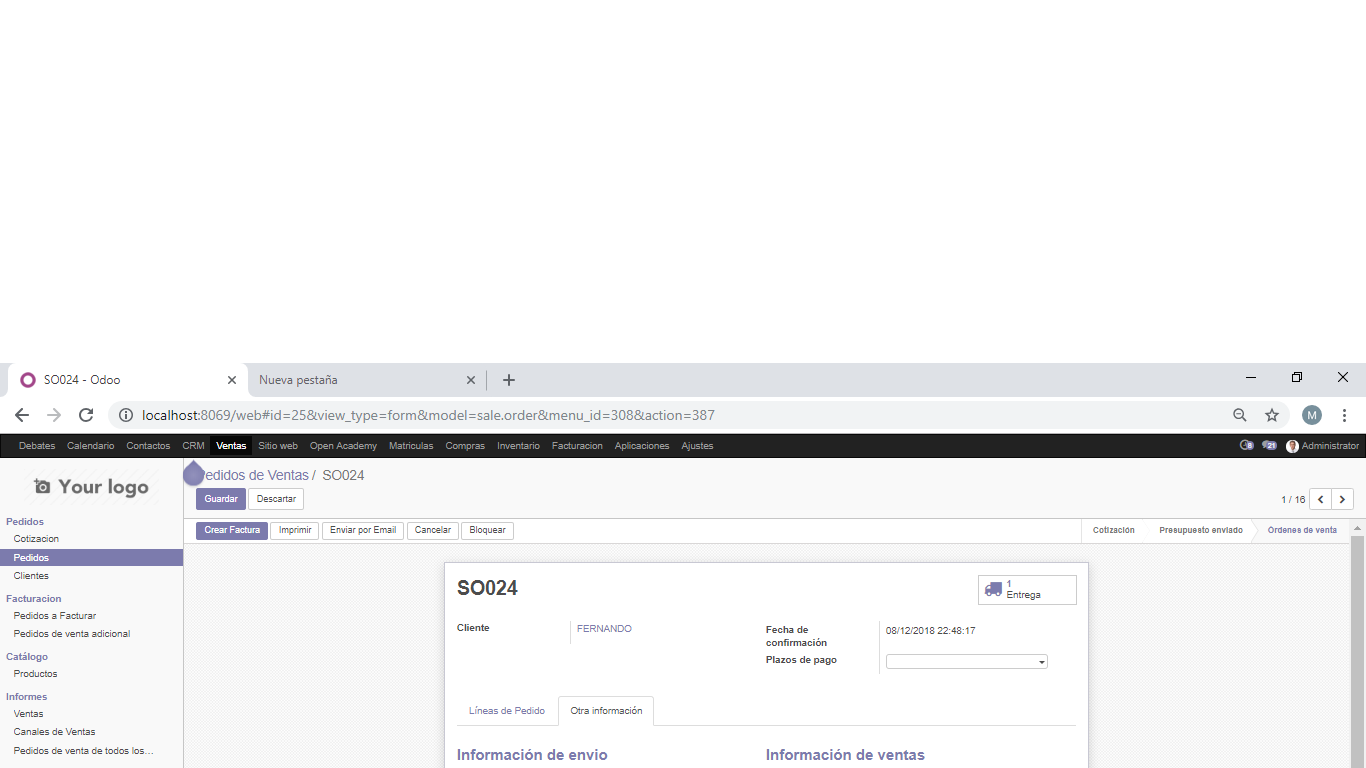 SO024 - Odoo
Nueva pestaña
localhost:8069/web#id=25&view_type=form&model=sale.order&menu_id=308&action=387
M
Debates Calendario Contactos CRM Ventas Sitio web Open Academy Matriculas Compras Inventario Facturacion Aplicaciones Ajustes
8 21 Administrator
Your logo
Pedidos
Cotizacion
Pedidos
Clientes
Facturacion
Pedidos a Facturar
Pedidos de venta adicional
Catálogo
Productos
Informes
Ventas
Canales de Ventas
Pedidos de venta de todos los...
edidos de Ventas / SO024
Guardar Descartar
1 / 16
Crear Factura Imprimir Enviar por Email Cancelar Bloquear
Cotización Presupuesto enviado Ordenes de venta
SO024
1
Entrega
Cliente FERNANDO
Fecha de confirmación 08/12/2018 22:48:17
Plazos de pago
Líneas de Pedido Otra información
Información de envio
Información de ventas